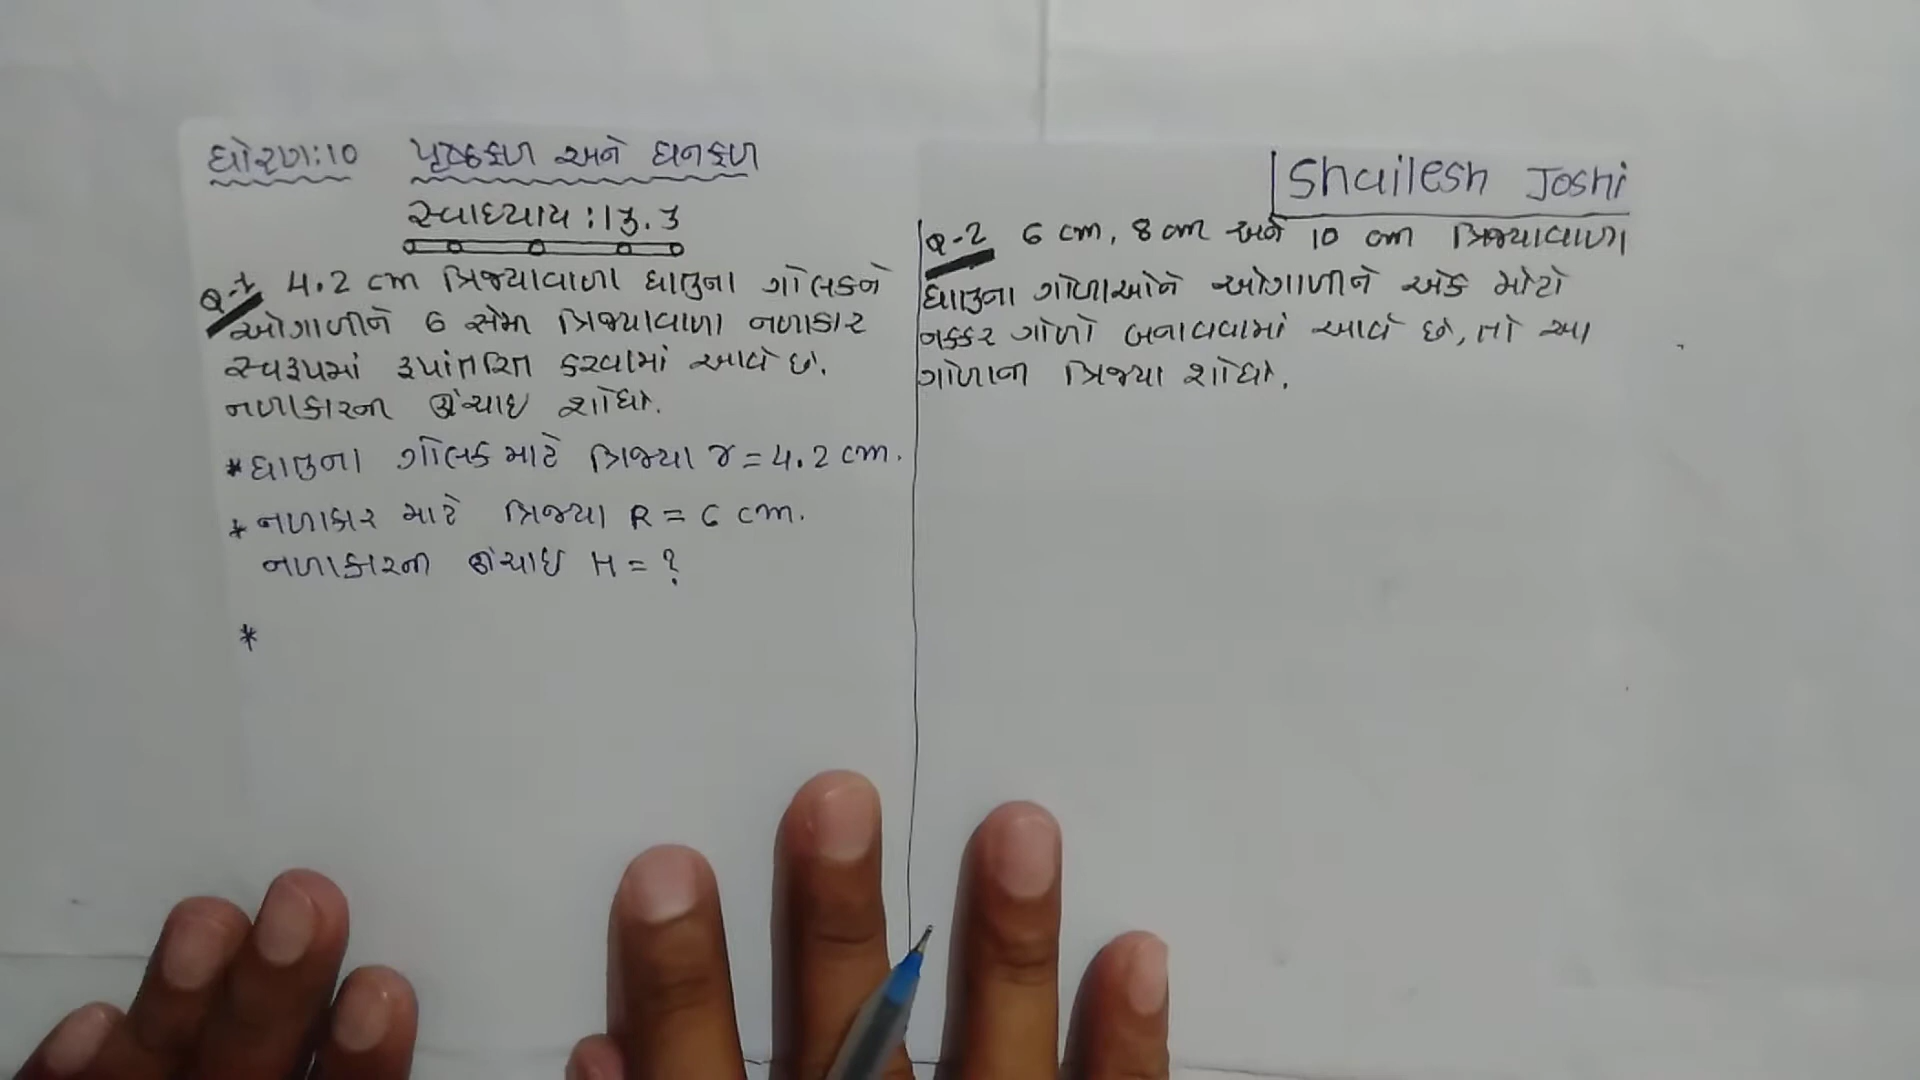 ધોરણ:10 પૃષ્ઠફળ અને ઘનફળ
સ્વાધ્યાય:13.3
Q-1 4.2 cm ત્રિજ્યાવાળા ધાતુના ગોલકને
ઓગાળીને 6 સેમી ત્રિજ્યાવાળા નળાકાર
સ્વરૂપમાં રૂપાંતરિત કરવામાં આવે છે.
નળાકારની ઊંચાઇ શોધો.
*ધાતુના ગોલક માટે ત્રિજ્યા r=4.2 cm.
*નળાકાર માટે ત્રિજ્યા R = 6 cm.
નળાકારની ઊંચાઇ H = ?
*
Shailesh Joshi
Q-2 6 cm, 8 cm અને 10 cm ત્રિજ્યાવાળા
ધાતુના ગોળાઓને ઓગાળીને એક મોટો
નક્કર ગોળો બનાવવામાં આવે છે, તો આ
ગોળાની ત્રિજ્યા શોધો.